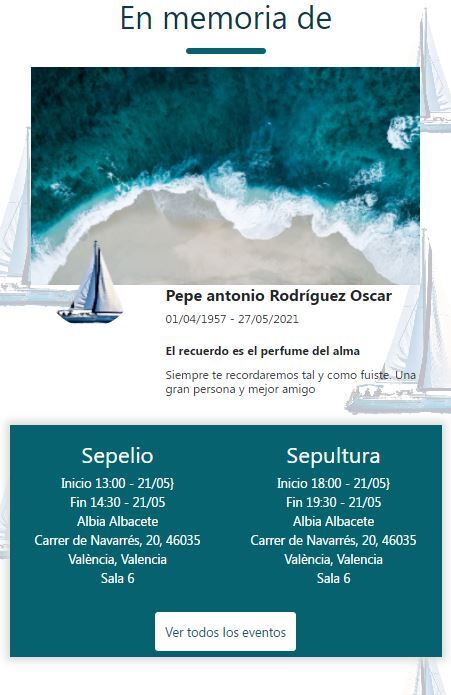 En memoria de
Pepe antonio Rodríguez Oscar
01/04/1957 - 27/05/2021
El recuerdo es el perfume del alma
Siempre te recordaremos tal y como fuiste. Una
gran persona y mejor amigo
Sepelio
Inicio 13:00 - 21/05}
Fin 14:30 - 21/05
Albia Albacete
Carrer de Navarrés, 20, 46035
València, Valencia
Sala 6
Sepultura
Inicio 18:00 - 21/05}
Fin 19:30 - 21/05
Albia Albacete
Carrer de Navarrés, 20, 46035
València, Valencia
Sala 6
Ver todos los eventos